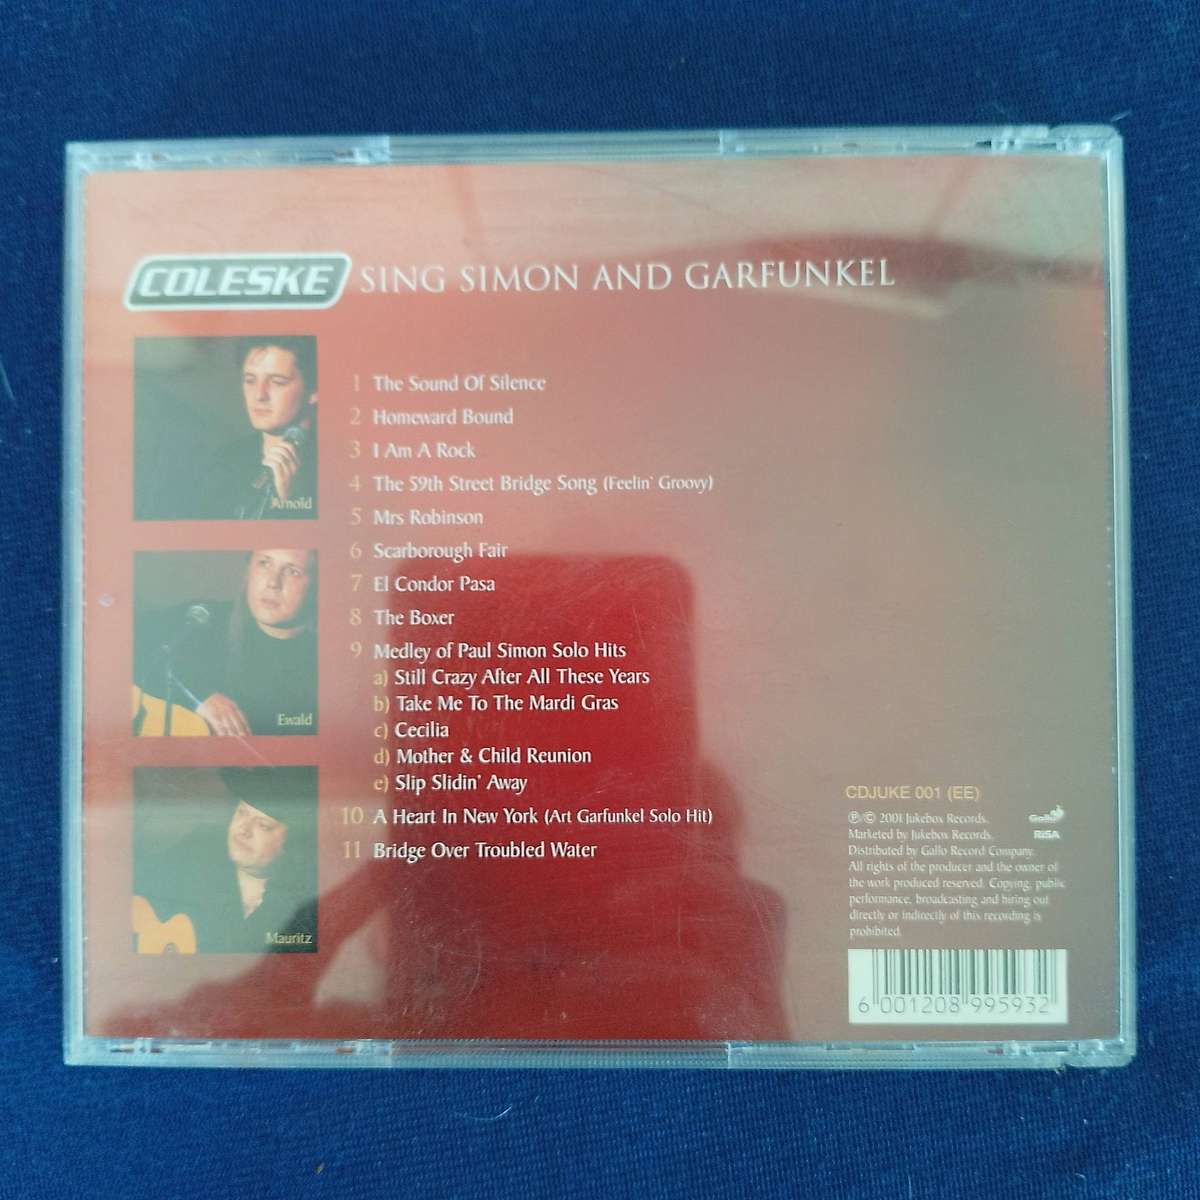 COLESKE SING SIMON AND GARFUNKEL
Arnold
Ewald
Mauritz
1 The Sound Of Silence
2 Homeward Bound
3 I Am A Rock
4 The 59th Street Bridge Song (Feelin' Groovy)
5 Mrs Robinson
6 Scarborough Fair
7 El Condor Pasa
8 The Boxer
9 Medley of Paul Simon Solo Hits
a) Still Crazy After All These Years
b) Take Me To The Mardi Gras
c) Cecilia
d) Mother & Child Reunion
e) Slip Slidin' Away
10 A Heart In New York (Art Garfunkel Solo Hit)
11 Bridge Over Troubled Water
CDJUKE 001 (EE)
℗/© 2001 Jukebox Records.
Marketed by Jukebox Records.
Distributed by Gallo Record Company.
All rights of the producer and the owner of
the work produced reserved. Copying, public
performance, broadcasting and hiring out
directly or indirectly of this recording is
prohibited.
Gallo
RiSA
6 001208 995932